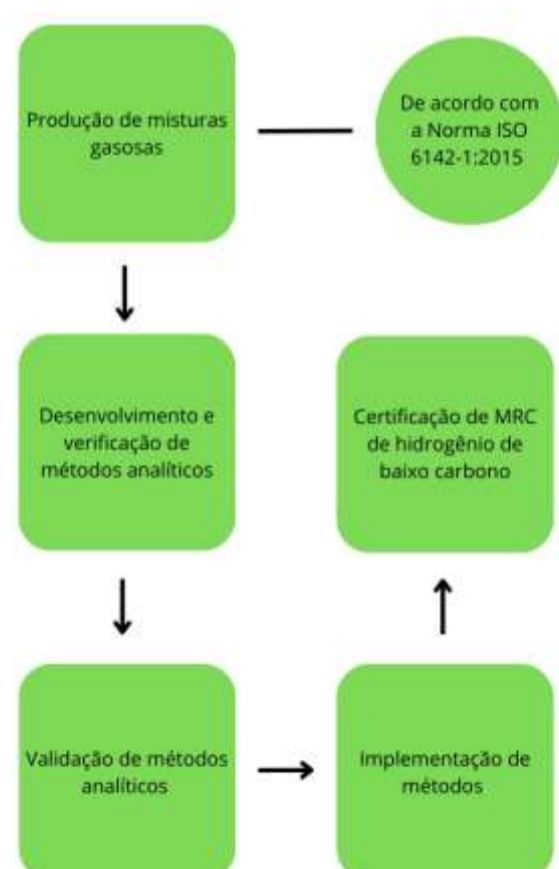 Produção de misturas
gasosas
De acordo com
a Norma ISO
6142-1:2015
Desenvolvimento e
verificação de
métodos analíticos
Validação de métodos
analíticos
Implementação de
métodos
Certificação de MRC
de hidrogênio de
baixo carbono